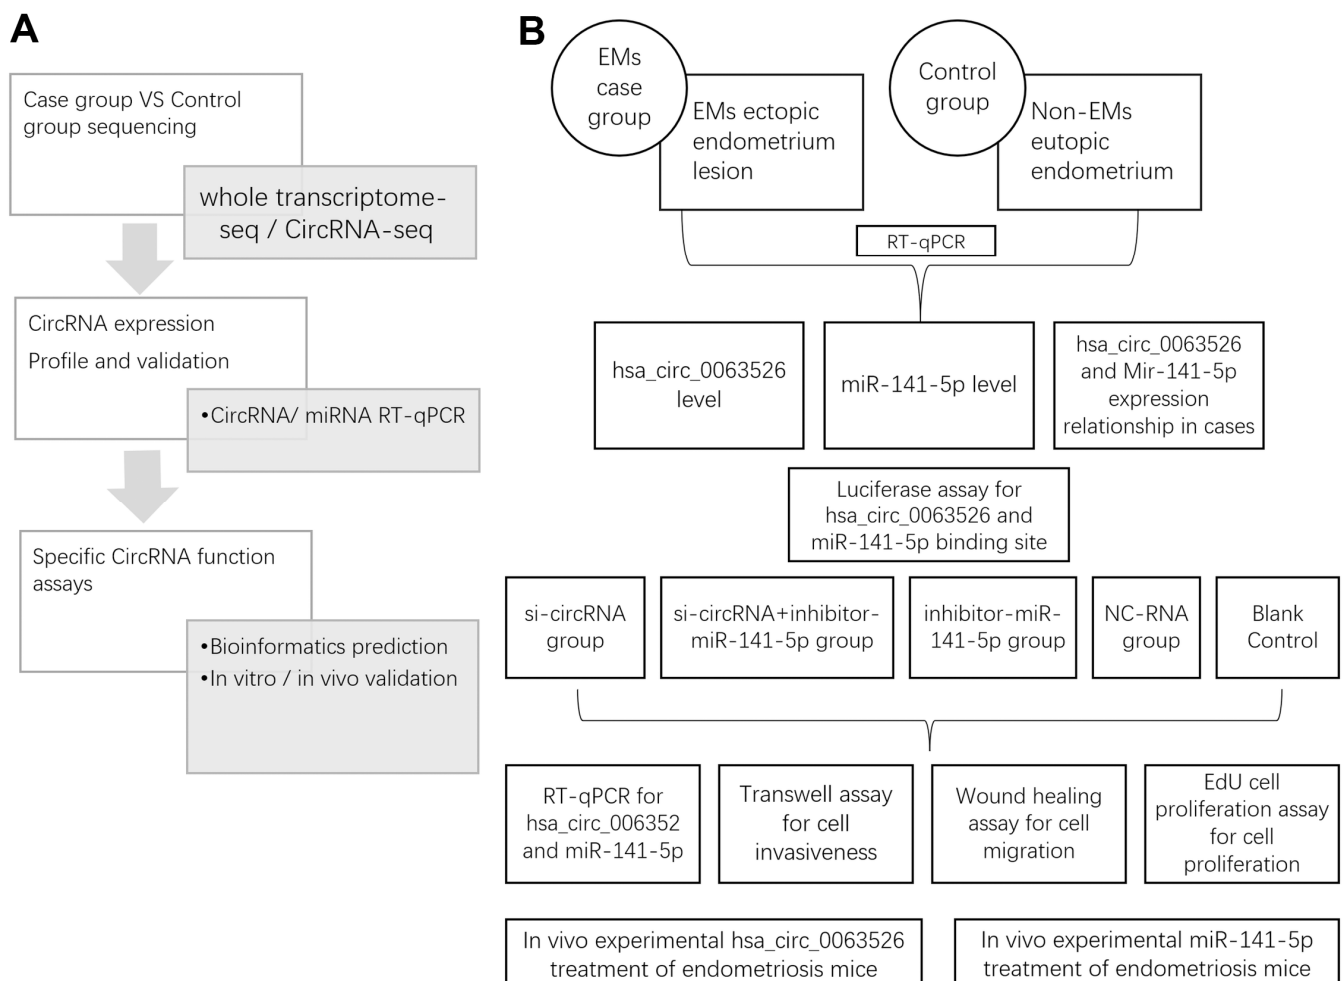 A
Case group VS Control
group sequencing
whole transcriptome-
seq / CircRNA-seq
CircRNA expression
Profile and validation
•CircRNA/ miRNA RT-qPCR
Specific CircRNA function
assays
•Bioinformatics prediction
•In vitro / in vivo validation
B
EMs
case
group
EMs ectopic
endometrium
lesion
Control
group
Non-EMs
eutopic
endometrium
RT-qPCR
hsa_circ_0063526
level
miR-141-5p level
hsa_circ_0063526
and Mir-141-5p
expression
relationship in cases
Luciferase assay for
hsa_circ_0063526 and
miR-141-5p binding site
si-circRNA
group
si-circRNA+inhibitor-
miR-141-5p group
inhibitor-miR-
141-5p group
NC-RNA
group
Blank
Control
RT-qPCR for
hsa_circ_006352
and miR-141-5p
Transwell assay
for cell
invasiveness
Wound healing
assay for cell
migration
EdU cell
proliferation assay
for cell
proliferation
In vivo experimental hsa_circ_0063526
treatment of endometriosis mice
In vivo experimental miR-141-5p
treatment of endometriosis mice